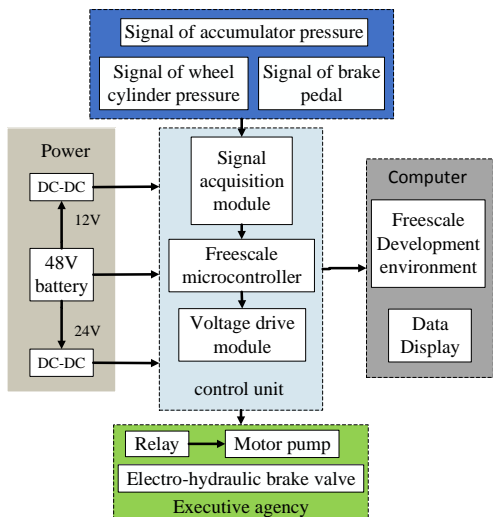 Signal of accumulator pressure
Signal of wheel
cylinder pressure
Signal of brake
pedal
Power
DC-DC
12V
48V
battery
24V
DC-DC
Signal
acquisition
module
Freescale
microcontroller
Voltage drive
module
control unit
Computer
Freescale
Development
environment
Data
Display
Relay
Motor pump
Electro-hydraulic brake valve
Executive agency